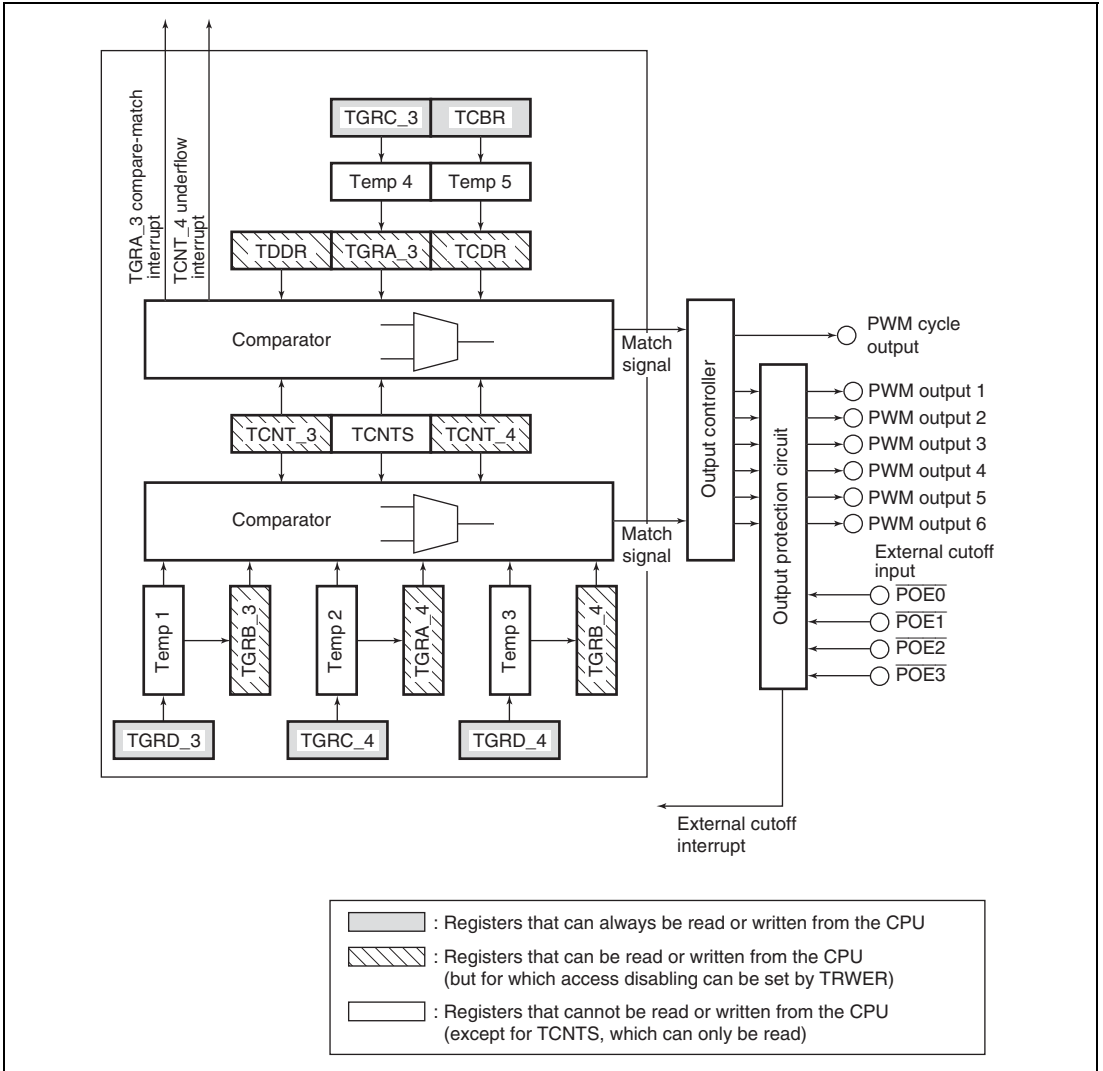 TGRA_3 compare-match
interrupt
TCNT_4 underflow
interrupt
TGRC_3 TCBR
Temp 4 Temp 5
TDDR TGRA_3 TCDR
Comparator
Match
signal
TCNT_3 TCNTS TCNT_4
Comparator
Match
signal
Temp 1
TGRB_3
Temp 2
TGRA_4
Temp 3
TGRB_4
TGRD_3 TGRC_4 TGRD_4
Output controller
Output protection circuit
PWM cycle
output
PWM output 1
PWM output 2
PWM output 3
PWM output 4
PWM output 5
PWM output 6
External cutoff
input
P̅O̅E̅0̅
P̅O̅E̅1̅
P̅O̅E̅2̅
P̅O̅E̅3̅
External cutoff
interrupt
: Registers that can always be read or written from the CPU
: Registers that can be read or written from the CPU
(but for which access disabling can be set by TRWER)
: Registers that cannot be read or written from the CPU
(except for TCNTS, which can only be read)